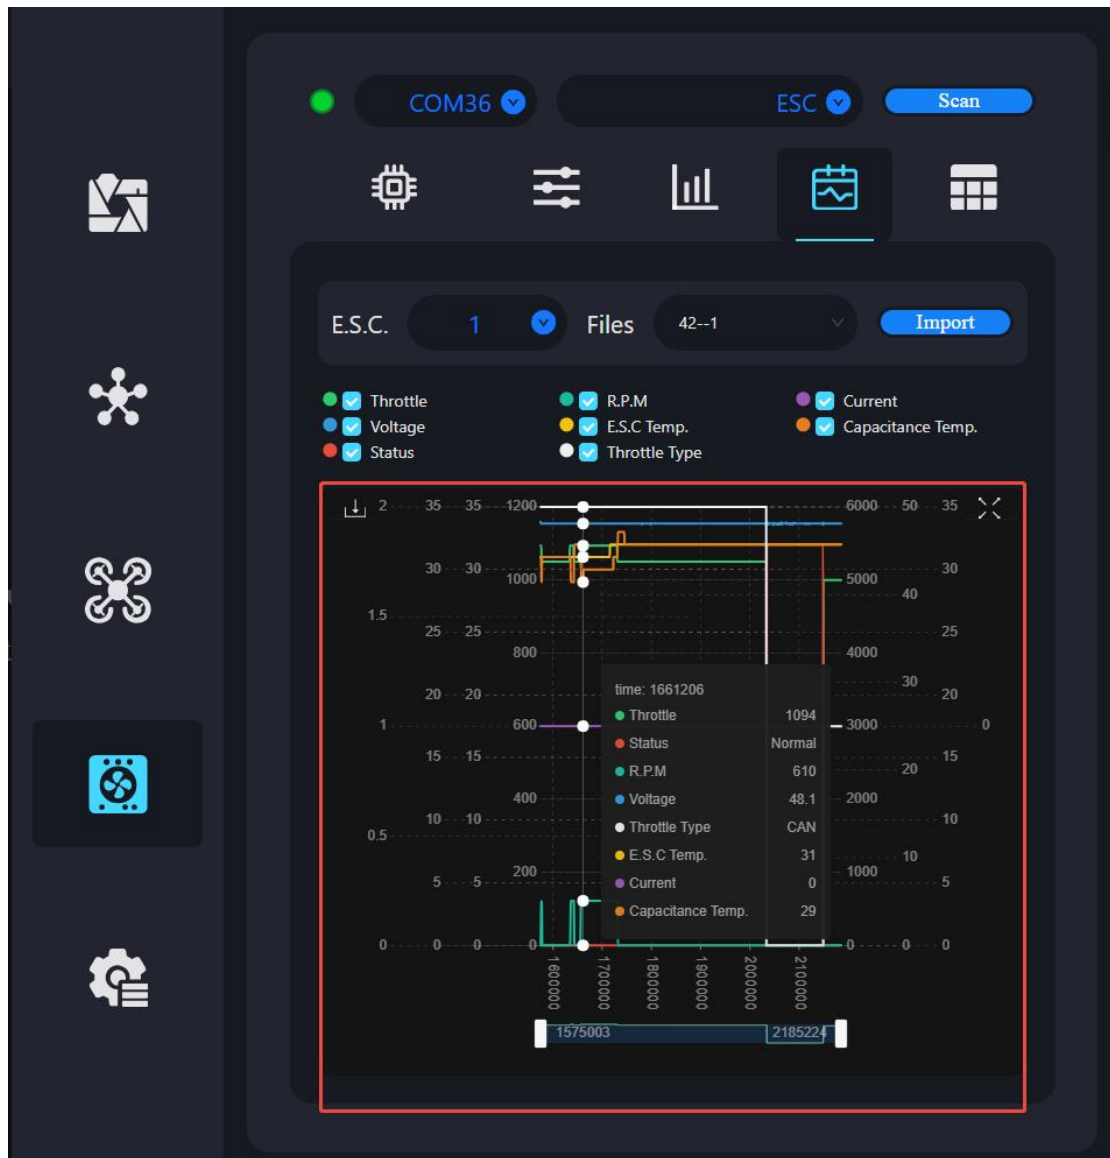 COM36 ESC Scan
E.S.C. 1 Files 42--1 Import
Throttle R.P.M Current
Voltage E.S.C Temp. Capacitance Temp.
Status Throttle Type
2 35 35 1200 6000 50 35
30 30 1000 5000 30
40
1.5
25 25 25
800 4000
30
20 20 20
time: 1661206
Throttle 1094
1 600 3000 0
Status Normal
15 15 15
R.P.M 610 20
400 Voltage 48.1 2000
10 10 10
0.5 Throttle Type CAN
E.S.C Temp. 31 10
200 1000
5 5 Current 0 5
Capacitance Temp. 29
0 0 0 0 0 0 0
1600000 1700000 1800000 1900000 2000000 2100000
1575003 2185224